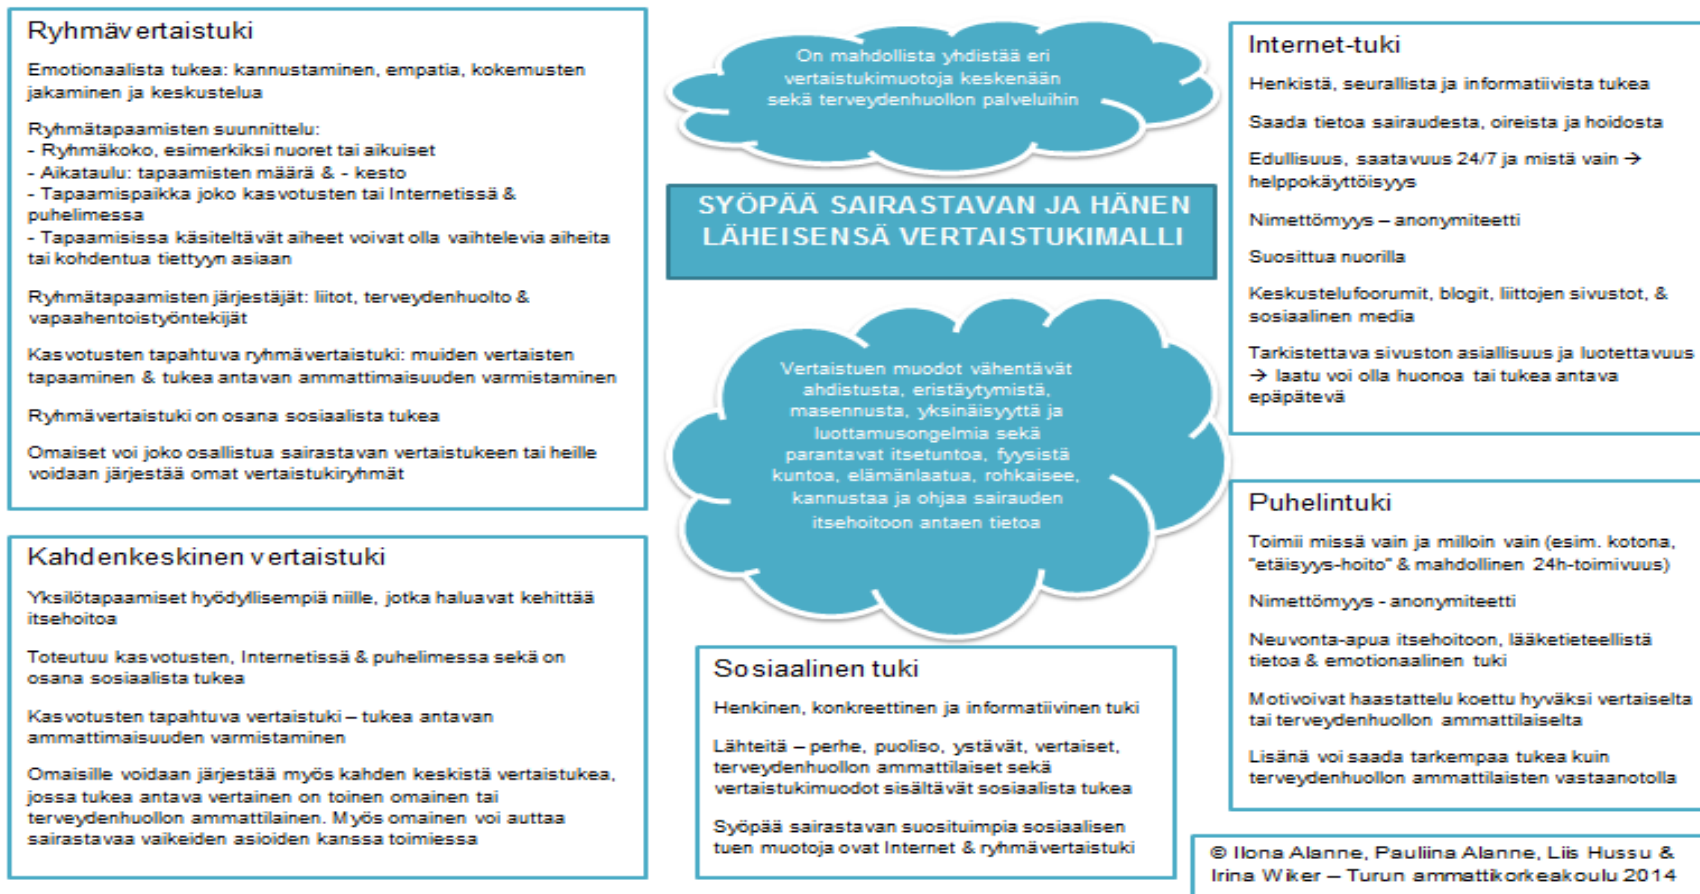 Ryhmävertaistuki
Emotionaalista tukea: kannustaminen, empatia, kokemusten
jakaminen ja keskustelua
Ryhmätapaamisten suunnittelu:
- Ryhmäkoko, esimerkiksi nuoret tai aikuiset
- Aikataulu: tapaamisten määrä & - kesto
- Tapaamispaikka joko kasvotusten tai Internetissä &
puhelimessa
- Tapaamisissa käsiteltävät aiheet voivat olla vaihtelevia aiheita
tai kohdentua tiettyyn asiaan
Ryhmätapaamisten järjestäjät: liitot, terveydenhuolto &
vapaahentoistyöntekijät
Kasvotusten tapahtuva ryhmävertaistuki: muiden vertaisten
tapaaminen & tukea antavan ammattimaisuuden varmistaminen
Ryhmävertaistuki on osana sosiaalista tukea
Omaiset voi joko osallistua sairastavan vertaistukeen tai heille
voidaan järjestää omat vertaistukiryhmät
Kahdenkeskinen vertaistuki
Yksilötapaamiset hyödyllisempiä niille, jotka haluavat kehittää
itsehoitoa
Toteutuu kasvotusten, Internetissä & puhelimessa sekä on
osana sosiaalista tukea
Kasvotusten tapahtuva vertaistuki – tukea antavan
ammattimaisuuden varmistaminen
Omaisille voidaan järjestää myös kahden keskistä vertaistukea,
jossa tukea antava vertainen on toinen omainen tai
terveydenhuollon ammattilainen. Myös omainen voi auttaa
sairastavaa vaikeiden asioiden kanssa toimiessa
On mahdollista yhdistää eri
vertaistukimuotoja keskenään
sekä terveydenhuollon palveluihin
SYÖPÄÄ SAIRASTAVAN JA HÄNEN
LÄHEISENSÄ VERTAISTUKIMALLI
Vertaistuen muodot vähentävät
ahdistusta, eristäytymistä,
masennusta, yksinäisyyttä ja
luottamusongelmia sekä
parantavat itsetuntoa, fyysistä
kuntoa, elämänlaatua, rohkaisee,
kannustaa ja ohjaa sairauden
itsehoitoon antaen tietoa
Sosiaalinen tuki
Henkinen, konkreettinen ja informatiivinen tuki
Lähteitä – perhe, puoliso, ystävät, vertaiset,
terveydenhuollon ammattilaiset sekä
vertaistukimuodot sisältävät sosiaalista tukea
Syöpää sairastavan suosituimpia sosiaalisen
tuen muotoja ovat Internet & ryhmävertaistuki
Internet-tuki
Henkistä, seurallista ja informatiivista tukea
Saada tietoa sairaudesta, oireista ja hoidosta
Edullisuus, saatavuus 24/7 ja mistä vain →
helppokäyttöisyys
Nimettömyys – anonymiteetti
Suosittua nuorilla
Keskustelufoorumit, blogit, liittojen sivustot, &
sosiaalinen media
Tarkistettava sivuston asiallisuus ja luotettavuus
→ laatu voi olla huonoa tai tukea antava
epäpätevä
Puhelintuki
Toimii missä vain ja milloin vain (esim. kotona,
"etäisyys-hoito" & mahdollinen 24h-toimivuus)
Nimettömyys - anonymiteetti
Neuvonta-apua itsehoitoon, lääketieteellistä
tietoa & emotionaalinen tuki
Motivoivat haastattelu koettu hyväksi vertaiselta
tai terveydenhuollon ammattilaiselta
Lisänä voi saada tarkempaa tukea kuin
terveydenhuollon ammattilaisten vastaanotolla
© Ilona Alanne, Pauliina Alanne, Liis Hussu &
Irina Wiker – Turun ammattikorkeakoulu 2014